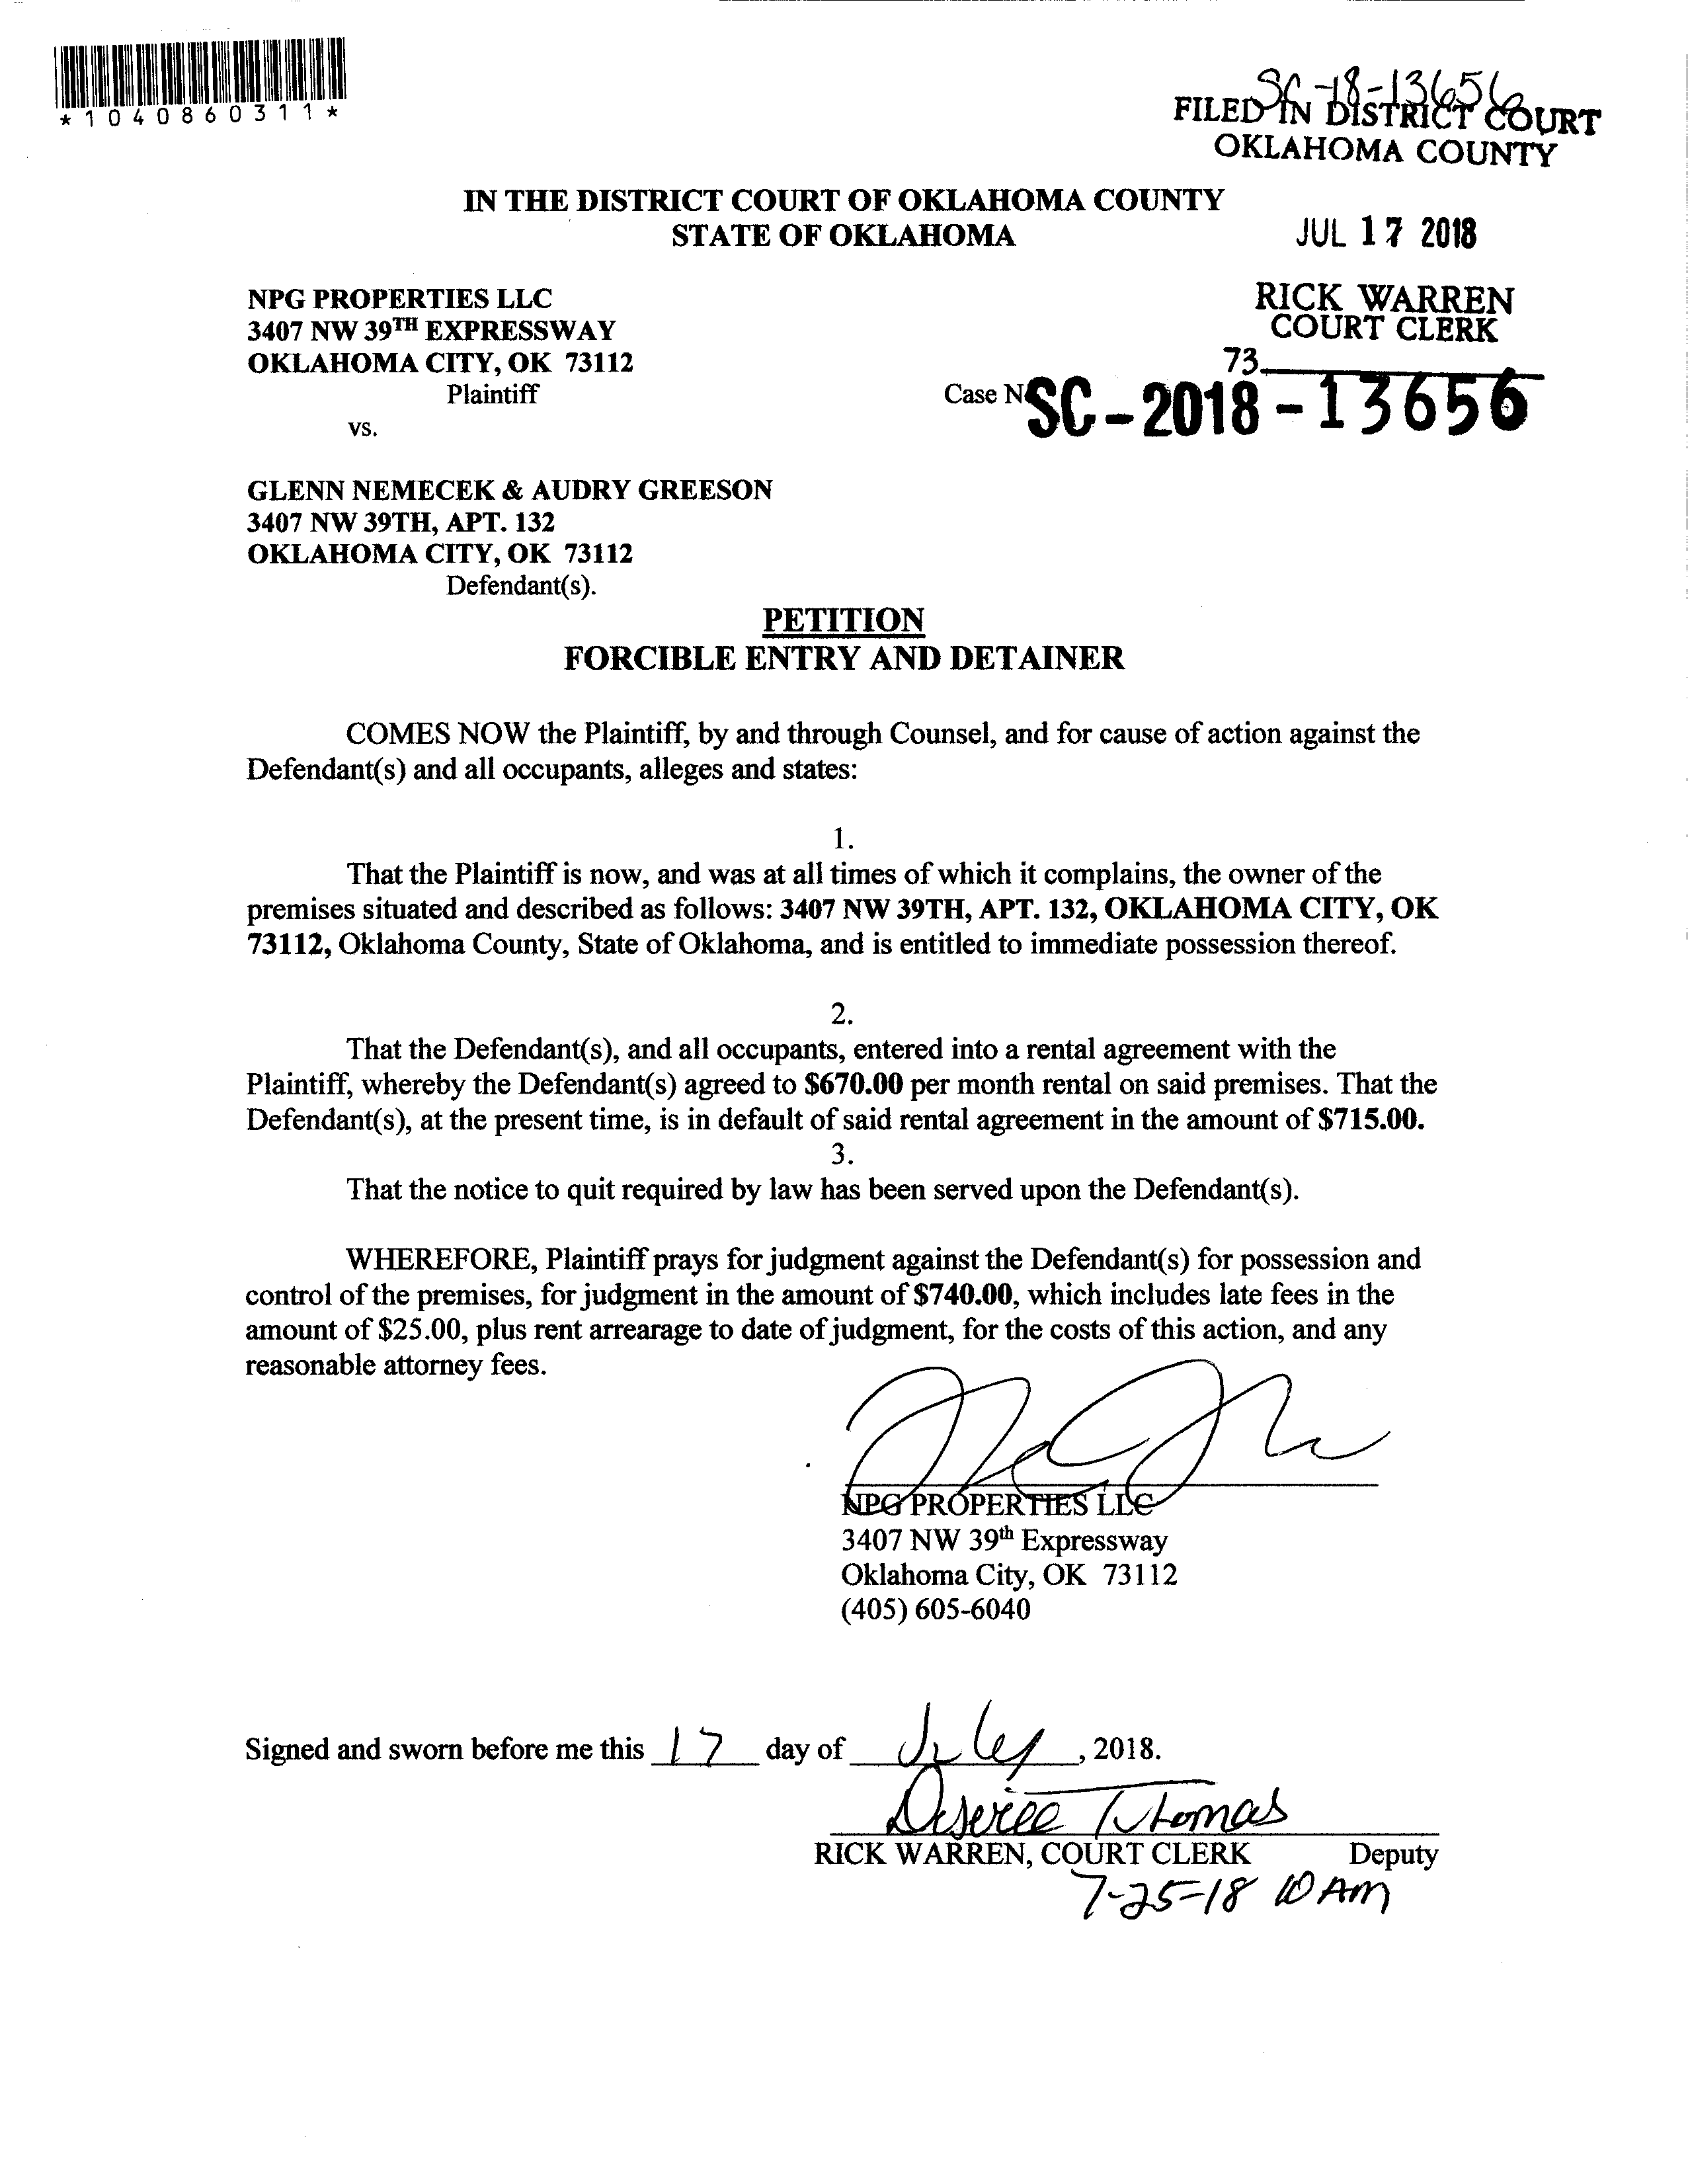 *1040860311*
SC-18-13656
FILED IN DISTRICT COURT
OKLAHOMA COUNTY
IN THE DISTRICT COURT OF OKLAHOMA COUNTY
STATE OF OKLAHOMA
JUL 17 2018
NPG PROPERTIES LLC
3407 NW 39TH EXPRESSWAY
OKLAHOMA CITY, OK 73112
Plaintiff
RICK WARREN
COURT CLERK
73
vs.
Case N SC-2018-13656
GLENN NEMECEK & AUDRY GREESON
3407 NW 39TH, APT. 132
OKLAHOMA CITY, OK 73112
Defendant(s).
PETITION
FORCIBLE ENTRY AND DETAINER
COMES NOW the Plaintiff, by and through Counsel, and for cause of action against the
Defendant(s) and all occupants, alleges and states:
1.
That the Plaintiff is now, and was at all times of which it complains, the owner of the
premises situated and described as follows: 3407 NW 39TH, APT. 132, OKLAHOMA CITY, OK
73112, Oklahoma County, State of Oklahoma, and is entitled to immediate possession thereof.
2.
That the Defendant(s), and all occupants, entered into a rental agreement with the
Plaintiff, whereby the Defendant(s) agreed to $670.00 per month rental on said premises. That the
Defendant(s), at the present time, is in default of said rental agreement in the amount of $715.00.
3.
That the notice to quit required by law has been served upon the Defendant(s).
WHEREFORE, Plaintiff prays for judgment against the Defendant(s) for possession and
control of the premises, for judgment in the amount of $740.00, which includes late fees in the
amount of $25.00, plus rent arrearage to date of judgment, for the costs of this action, and any
reasonable attorney fees.
NPG PROPERTIES LLC
3407 NW 39th Expressway
Oklahoma City, OK 73112
(405) 605-6040
Signed and sworn before me this 17 day of July, 2018.
Desiree Thomas
RICK WARREN, COURT CLERK Deputy
7-25-18 10 AM